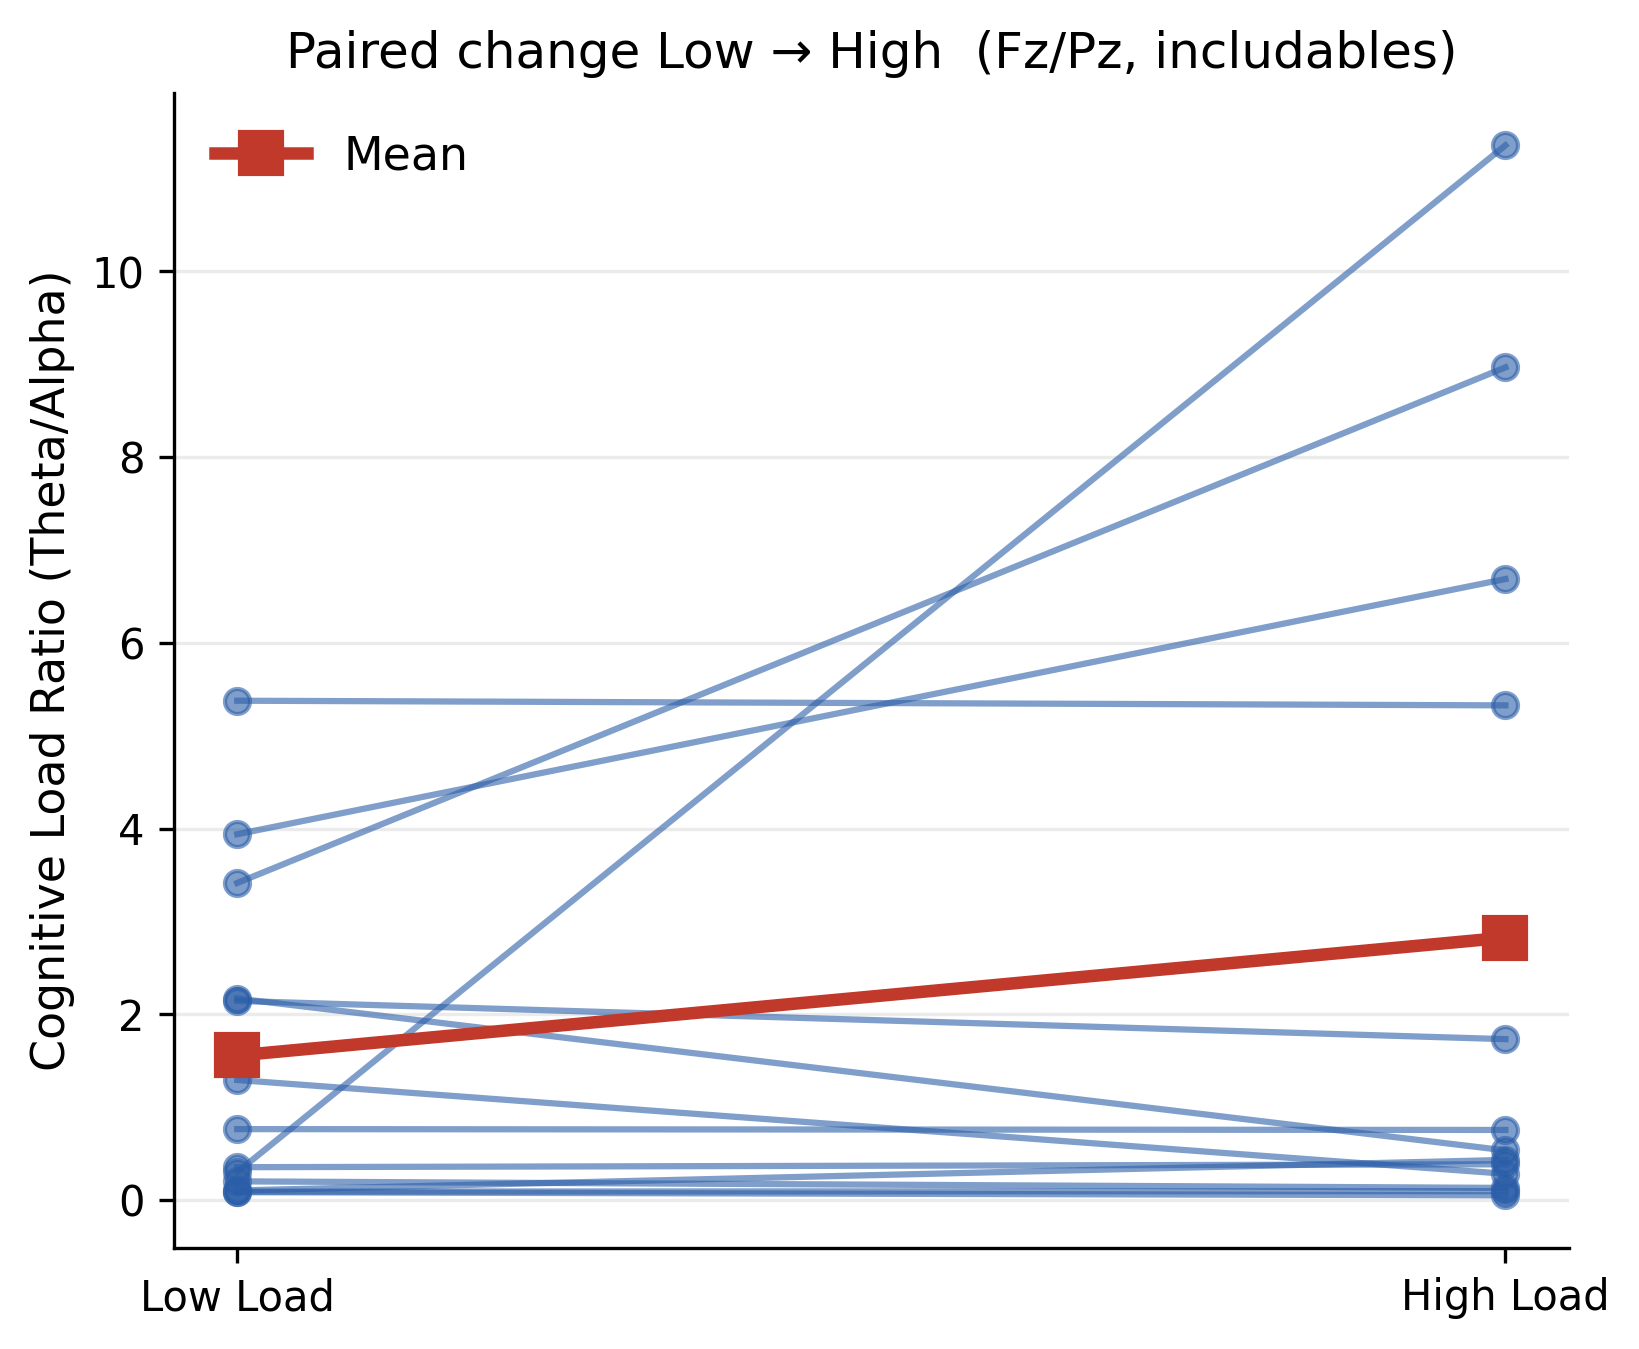 Paired change Low → High (Fz/Pz, includables)
Mean
Cognitive Load Ratio (Theta/Alpha)
10
8
6
4
2
0
Low Load
High Load